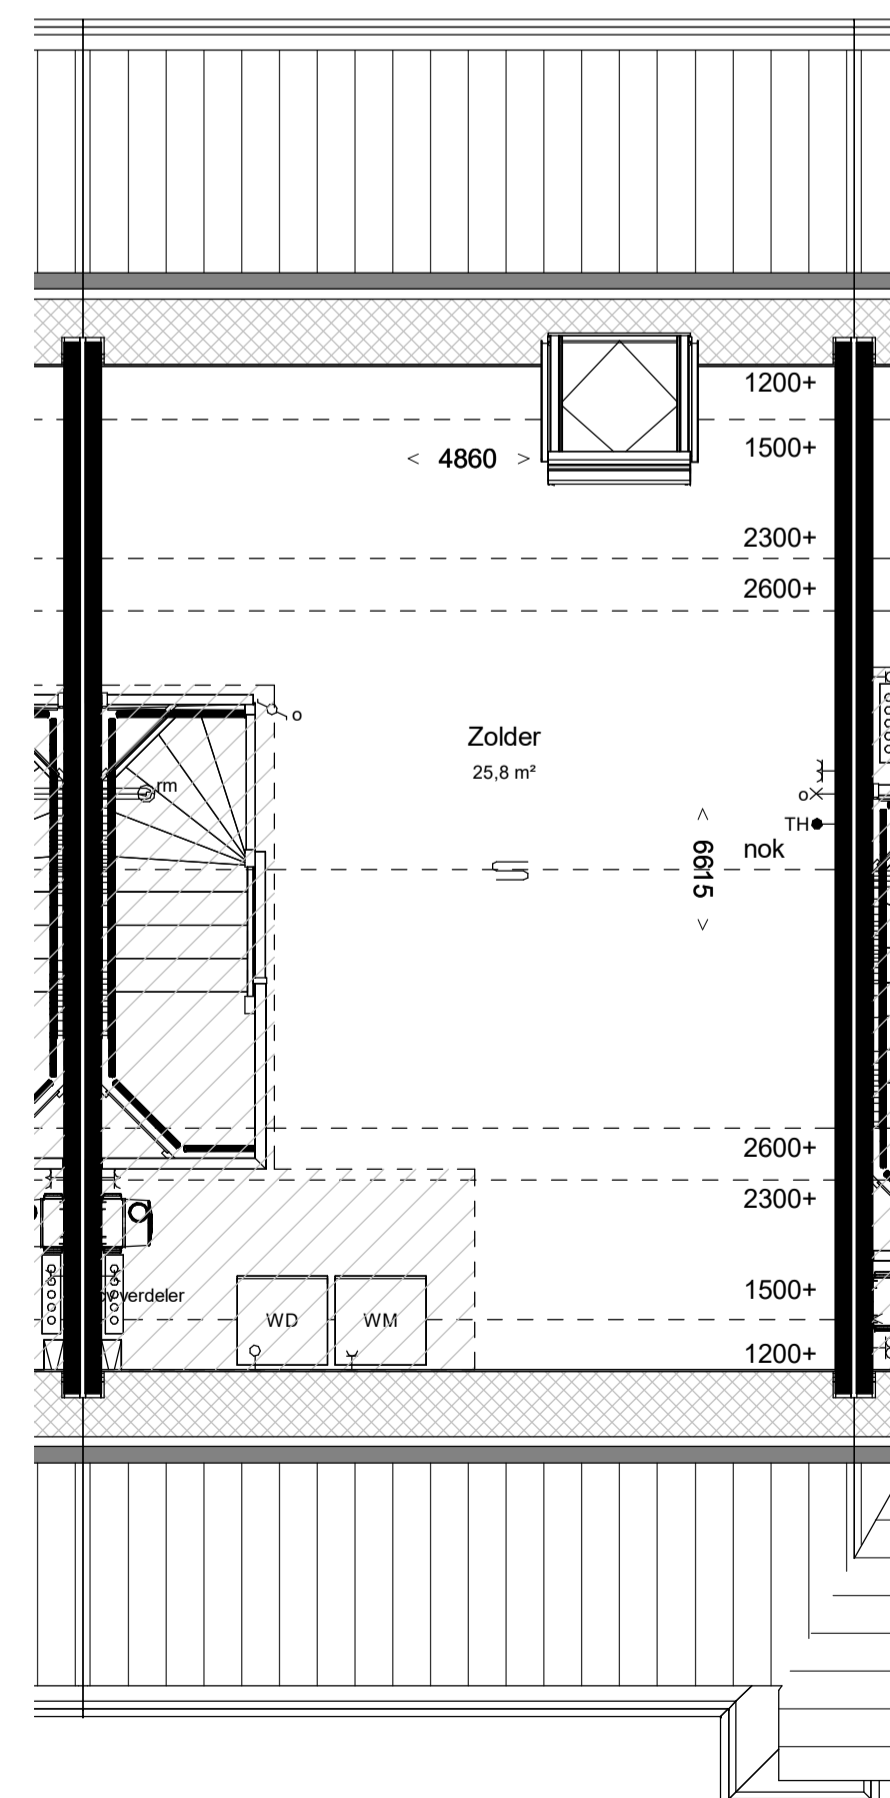 1200+
1500+
< 4860 >
2300+
2600+
o
Zolder
25,8 m²
rm
o
TH
nok
< 6615 >
2600+
2300+
1500+
cvverdeler
WD
WM
1200+